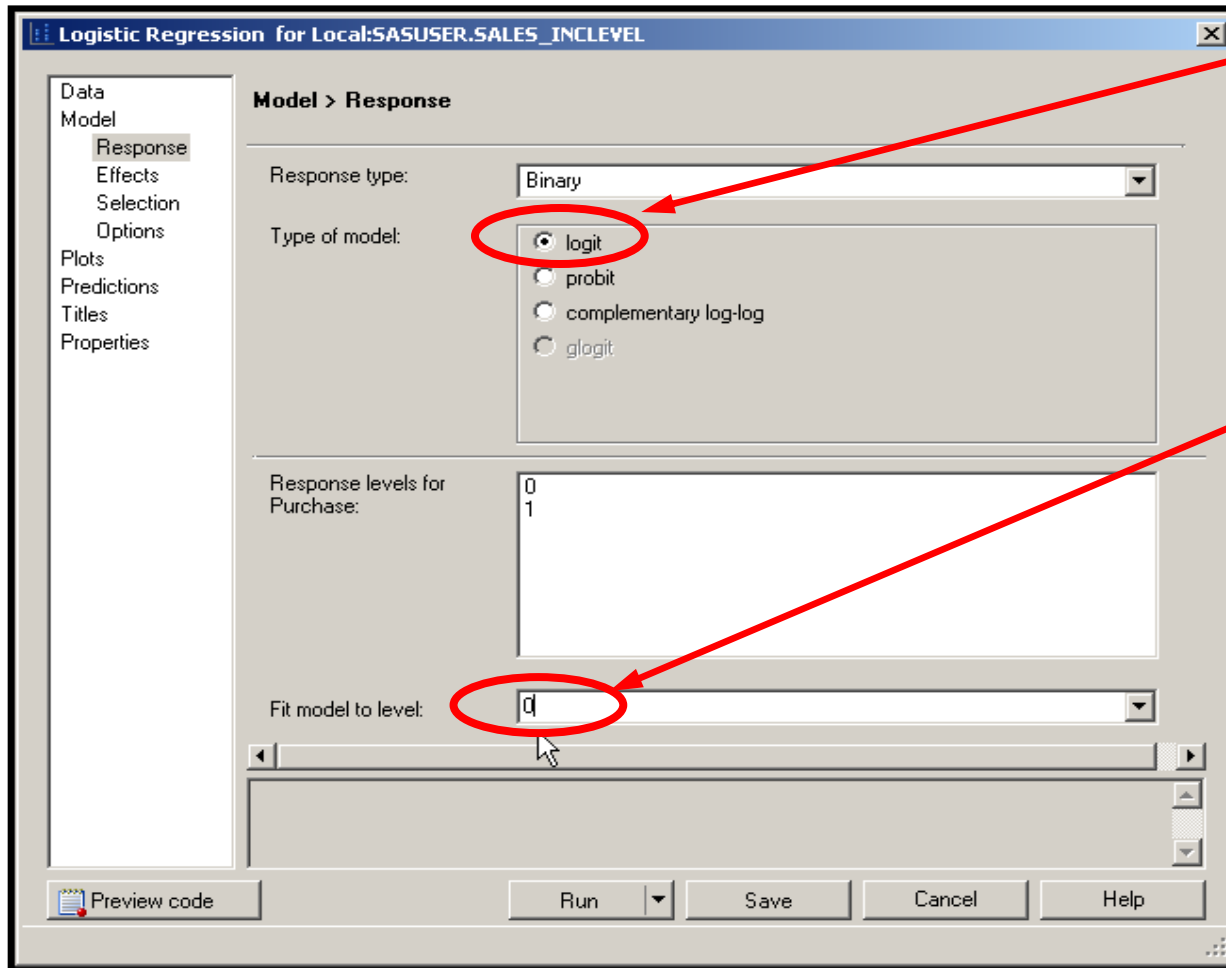 Logistic Regression for Local:SASUSER.SALES_INCLEVEL
Data
Model
Response
Effects
Selection
Options
Plots
Predictions
Titles
Properties
Model > Response
Response type:
Binary
Type of model:
logit
probit
complementary log-log
glogit
Response levels for
Purchase:
0
1
Fit model to level:
0
Preview code
Run
Save
Cancel
Help